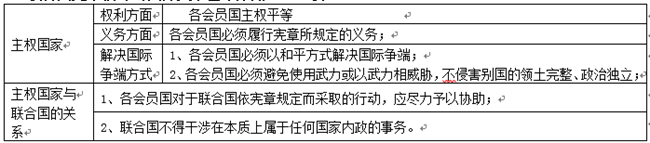 权利方面 各会员国主权平等
主权国家
义务方面 各会员国必须履行宪章所规定的义务；
解决国际争端方式
1、各会员国必须以和平方式解决国际争端；
2、各会员国必须避免使用武力或以武力相威胁，不侵害别国的领土完整、政治独立；
主权国家与联合国的关系
1、各会员国对于联合国依宪章规定而采取的行动，应尽力予以协助；
2、联合国不得干涉在本质上属于任何国家内政的事务。